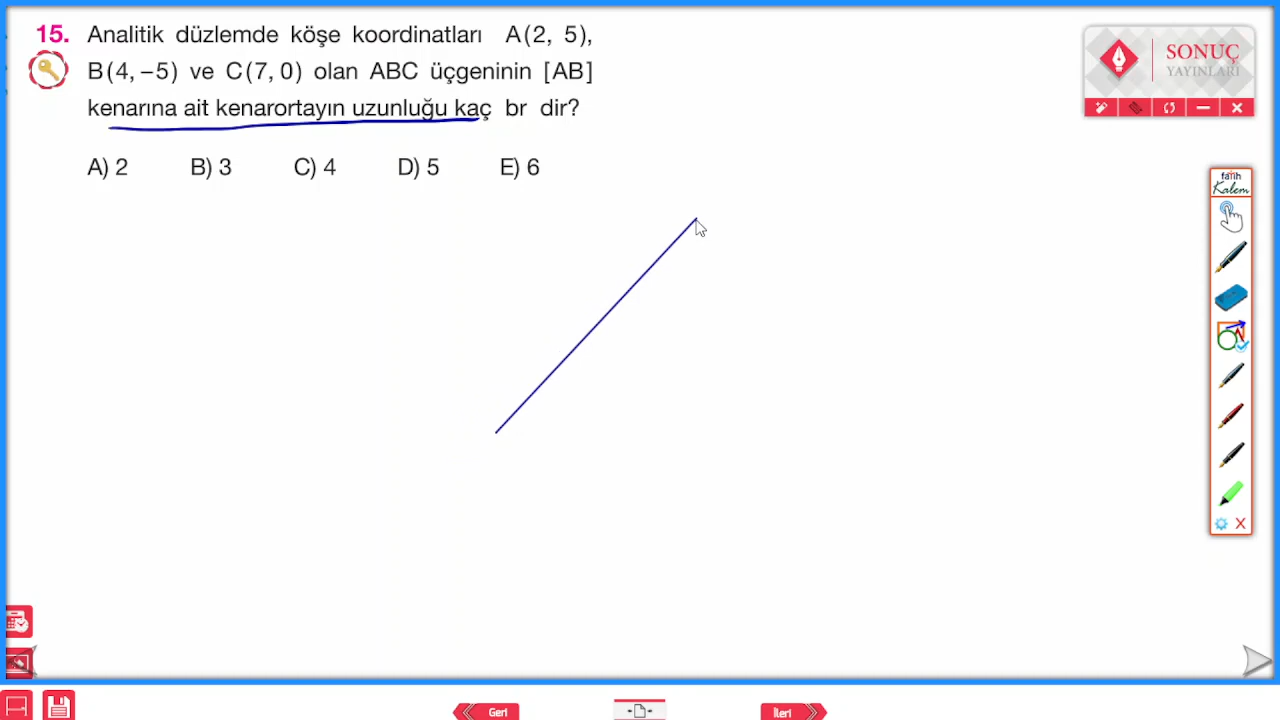 15. Analitik düzlemde köşe koordinatları A(2, 5),
B(4, –5) ve C(7, 0) olan ABC üçgeninin [AB]
kenarına ait kenarortayın uzunluğu kaç br dir?
A) 2 B) 3 C) 4 D) 5 E) 6
SONUÇ
YAYINLARI
fatih
Kalem
Geri
İleri